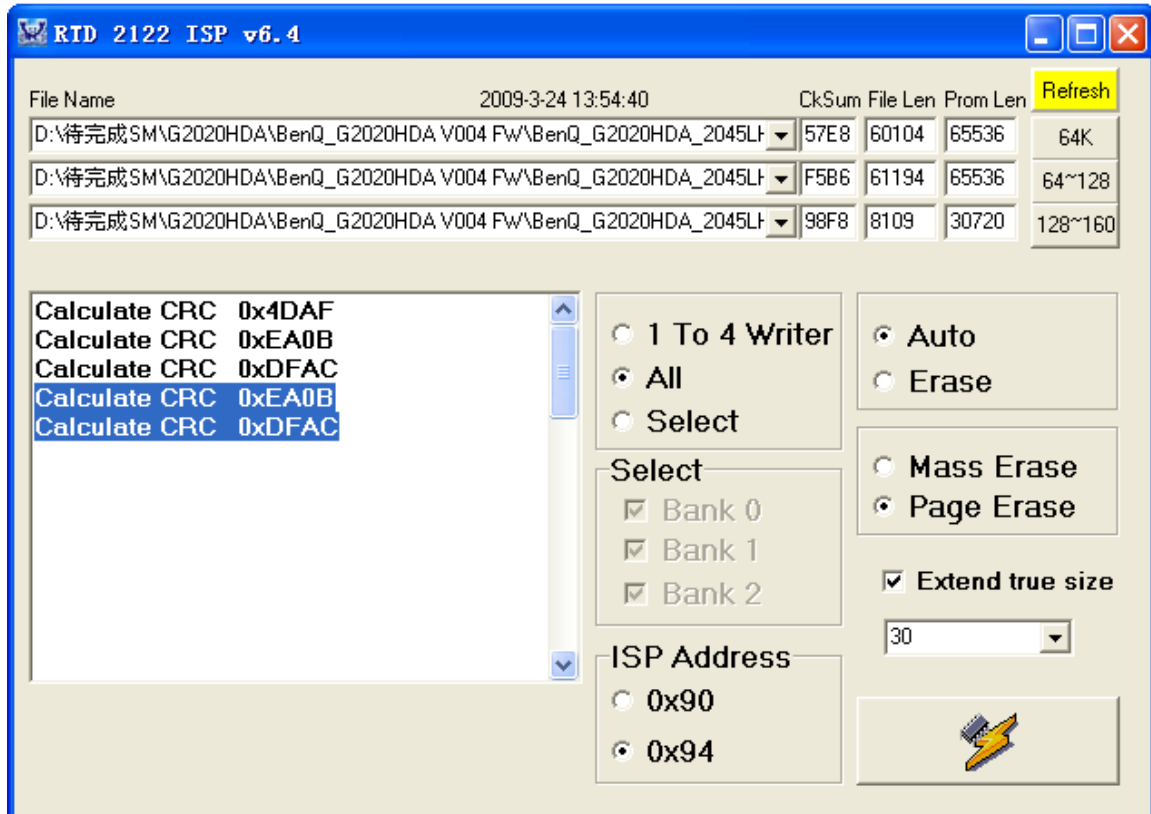 RTD 2122 ISP v6.4
File Name 2009-3-24 13:54:40 CkSum File Len Prom Len Refresh
D:\待完成SM\G2020HDA\BenQ_G2020HDA V004 FW\BenQ_G2020HDA_2045LH 57E8 60104 65536 64K
D:\待完成SM\G2020HDA\BenQ_G2020HDA V004 FW\BenQ_G2020HDA_2045LH F5B6 61194 65536 64~128
D:\待完成SM\G2020HDA\BenQ_G2020HDA V004 FW\BenQ_G2020HDA_2045LH 98F8 8109 30720 128~160
Calculate CRC 0x4DAF
Calculate CRC 0xEA0B
Calculate CRC 0xDFAC
Calculate CRC 0xEA0B
Calculate CRC 0xDFAC
1 To 4 Writer
All
Select
Select
Bank 0
Bank 1
Bank 2
ISP Address
0x90
0x94
Auto
Erase
Mass Erase
Page Erase
Extend true size
30